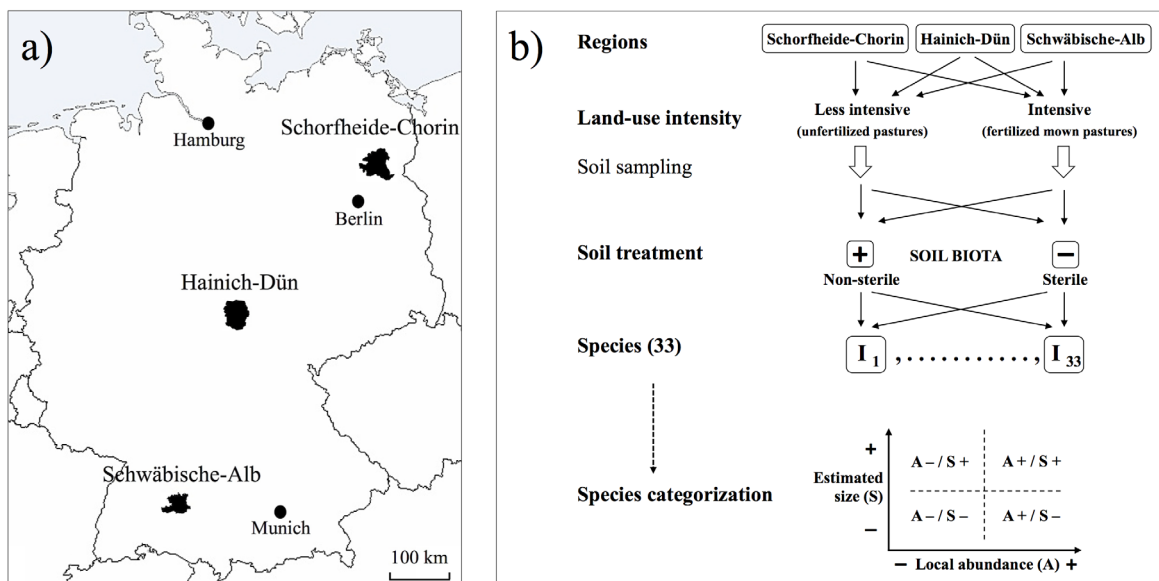 a)
Hamburg
Schorfheide-Chorin
Berlin
Hainich-Dün
Schwäbische-Alb
Munich
100 km
b)
Regions
Schorfheide-Chorin Hainich-Dün Schwäbische-Alb
Land-use intensity
Less intensive
(unfertilized pastures)
Intensive
(fertilized mown pastures)
Soil sampling
Soil treatment
+ SOIL BIOTA −
Non-sterile Sterile
Species (33)
I 1 , . . . . . . . . . . . , I 33
Species categorization
+
Estimated
size (S)
−
A − / S + A + / S +
A − / S − A + / S −
− Local abundance (A) +